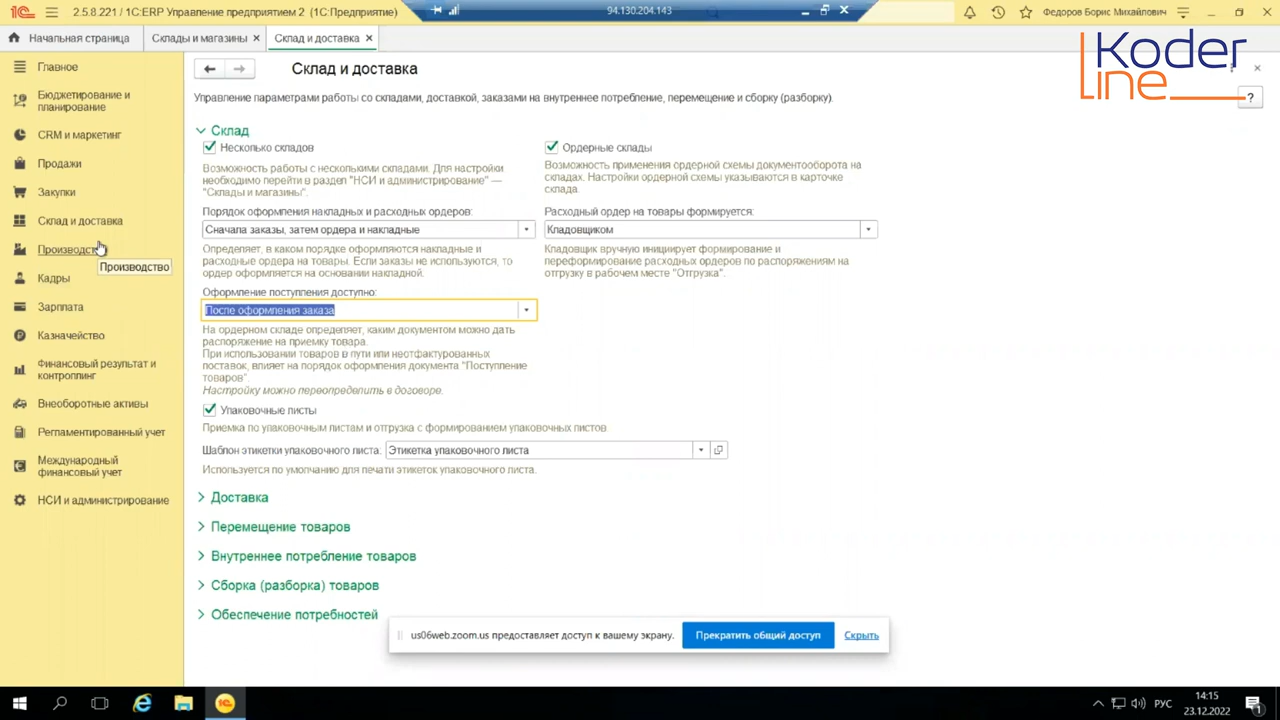 2.5.8.221 / 1C:ERP Управление предприятием 2 (1С:Предприятие)
94.130.204.143
Федоров Борис Михайлович
Начальная страница
Склады и магазины
Склад и доставка
Koder
line
Главное
Бюджетирование и
планирование
CRM и маркетинг
Продажи
Закупки
Склад и доставка
Производство
Производство
Кадры
Зарплата
Казначейство
Финансовый результат и
контроллинг
Внеоборотные активы
Регламентированный учет
Международный
финансовый учет
НСИ и администрирование
Склад и доставка
?
Управление параметрами работы со складами, доставкой, заказами на внутреннее потребление, перемещение и сборку (разборку).
Склад
Несколько складов
Возможность работы с несколькими складами. Для настройки
необходимо перейти в раздел "НСИ и администрирование" —
"Склады и магазины".
Порядок оформления накладных и расходных ордеров:
Сначала заказы, затем ордера и накладные
Определяет, в каком порядке оформляются накладные и
расходные ордера на товары. Если заказы не используются, то
ордер оформляется на основании накладной.
Оформление поступления доступно:
После оформления заказа
На ордерном складе определяет, каким документом можно дать
распоряжение на приемку товара.
При использовании товаров в пути или неотфактурованных
поставок, влияет на порядок оформления документа "Поступление
товаров".
Настройку можно переопределить в договоре.
Упаковочные листы
Приемка по упаковочным листам и отгрузка с формированием упаковочных листов.
Шаблон этикетки упаковочного листа:
Этикетка упаковочного листа
Используется по умолчанию для печати этикеток упаковочного листа.
Ордерные склады
Возможность применения ордерной схемы документооборота на
складах. Настройки ордерной схемы указываются в карточке
склада.
Расходный ордер на товары формируется:
Кладовщиком
Кладовщик вручную инициирует формирование и
переформирование расходных ордеров по распоряжениям на
отгрузку в рабочем месте "Отгрузка".
Доставка
Перемещение товаров
Внутреннее потребление товаров
Сборка (разборка) товаров
Обеспечение потребностей
us06web.zoom.us предоставляет доступ к вашему экрану.
Прекратить общий доступ
Скрыть
РУС
14:15
23.12.2022
1